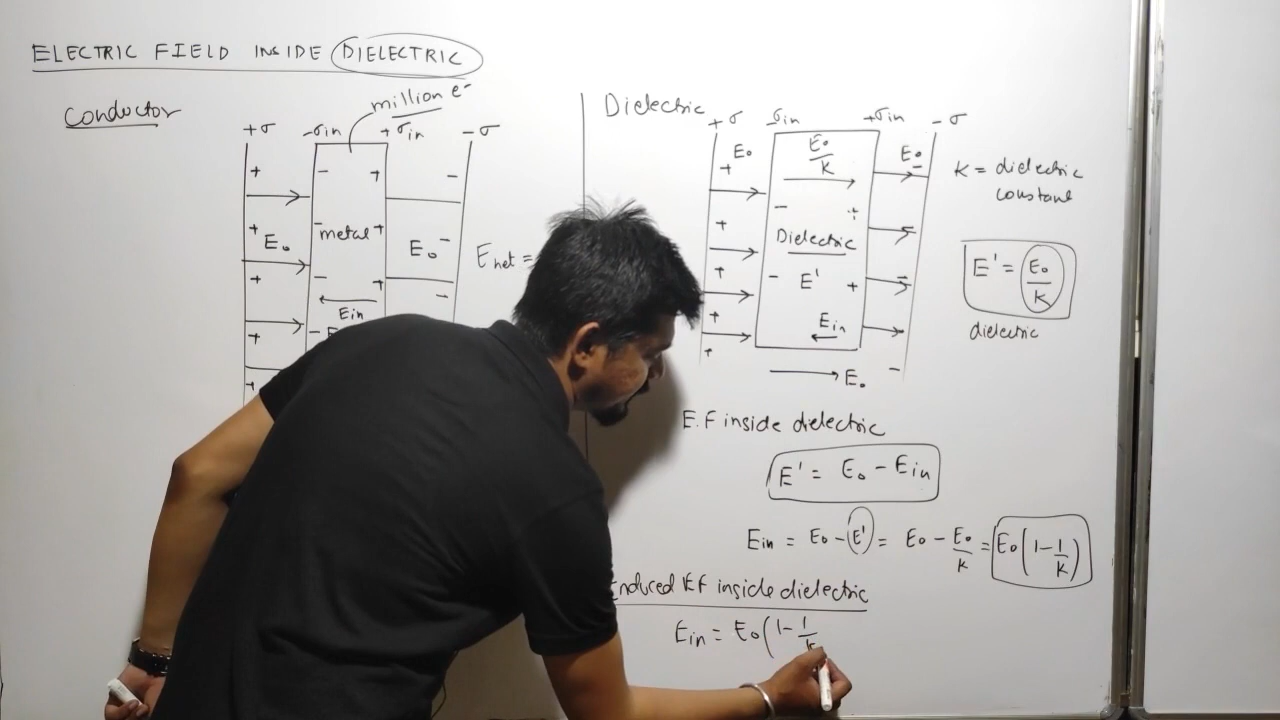 ELECTRIC FIELD INSIDE DIELECTRIC
Conductor
million e⁻
+σ -σin +σin -σ
+ - + -
+ - metal + -
E₀ E₀
+ - + -
Ein
+ -
+
Enet =
Dielectric
+σ -σin +σin -σ
E₀ E₀/K E₀
+
+ - +
Dielectric
+ - E' + -
+ Ein
+ -
E₀
K = dielectric
constant
E' = E₀/K
dielectric
E.F inside dielectric
E' = E₀ - Ein
Ein = E₀ - E' = E₀ - E₀/K = E₀(1 - 1/K)
EF inside dielectric
Ein = E₀(1 - 1/K